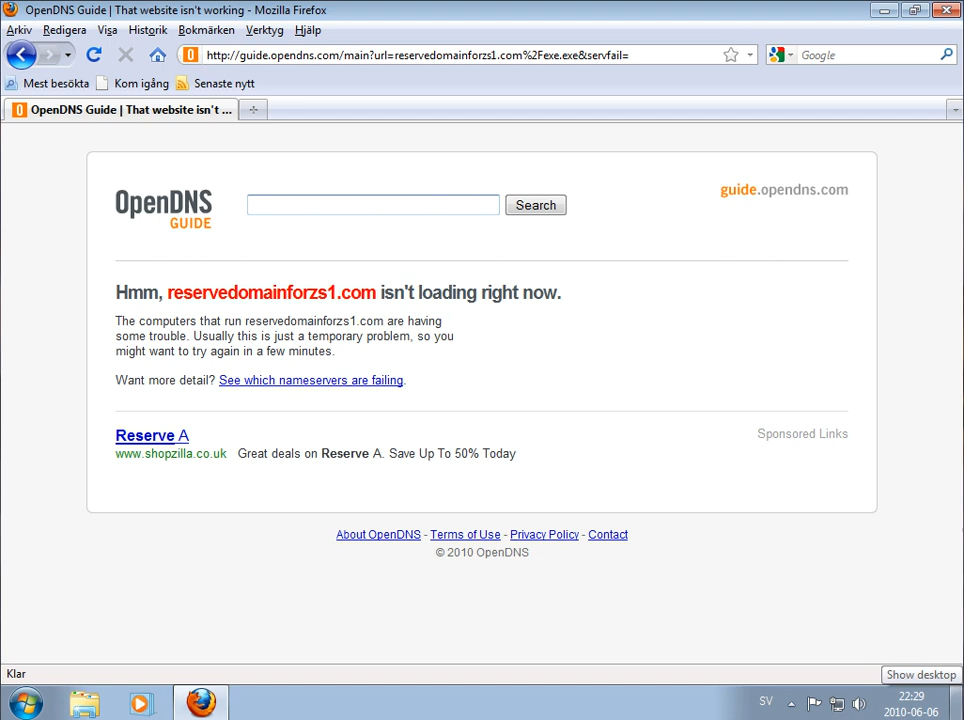 OpenDNS Guide | That website isn't working - Mozilla Firefox
Arkiv Redigera Visa Historik Bokmärken Verktyg Hjälp
http://guide.opendns.com/main?url=reservedomainforzs1.com%2Fexe.exe&servfail=
Google
Mest besökta Kom igång Senaste nytt
OpenDNS Guide | That website isn't ...
OpenDNS
GUIDE
Search
guide.opendns.com
Hmm, reservedomainforzs1.com isn't loading right now.
The computers that run reservedomainforzs1.com are having
some trouble. Usually this is just a temporary problem, so you
might want to try again in a few minutes.
Want more detail? See which nameservers are failing.
Reserve A
Sponsored Links
www.shopzilla.co.uk Great deals on Reserve A. Save Up To 50% Today
About OpenDNS - Terms of Use - Privacy Policy - Contact
© 2010 OpenDNS
Klar
Show desktop
SV
22:29
2010-06-06